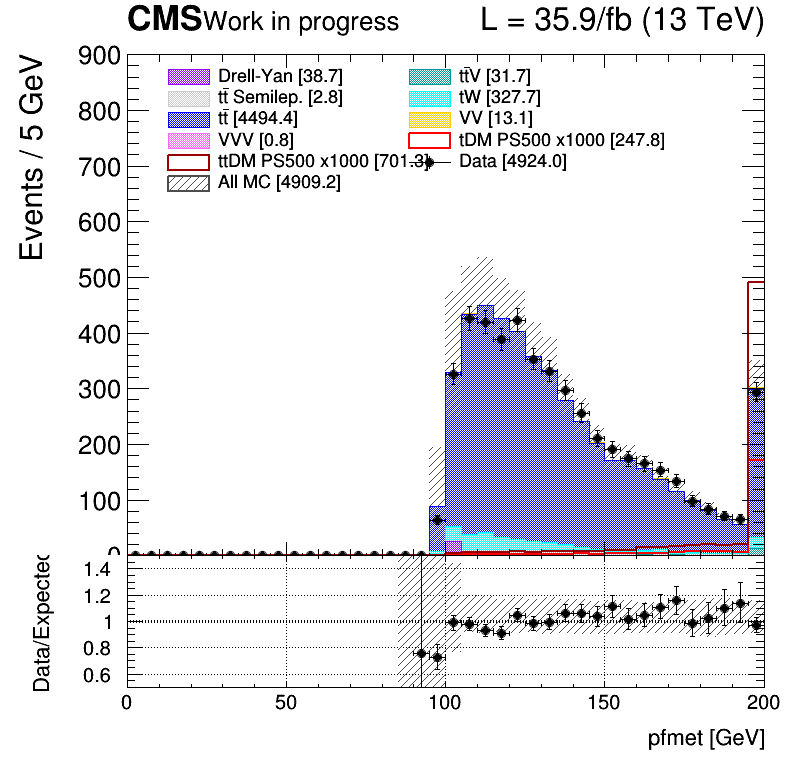 CMS Work in progress L = 35.9/fb (13 TeV)
Events / 5 GeV
900
800
700
600
500
400
300
200
100
0
Drell-Yan [38.7] tt̄V [31.7]
tt̄ Semilep. [2.8] tW [327.7]
tt̄ [4494.4] VV [13.1]
VVV [0.8] tDM PS500 x1000 [247.8]
ttDM PS500 x1000 [701.3] Data [4924.0]
All MC [4909.2]
Data/Expected
1.4
1.2
1
0.8
0.6
0 50 100 150 200
pfmet [GeV]